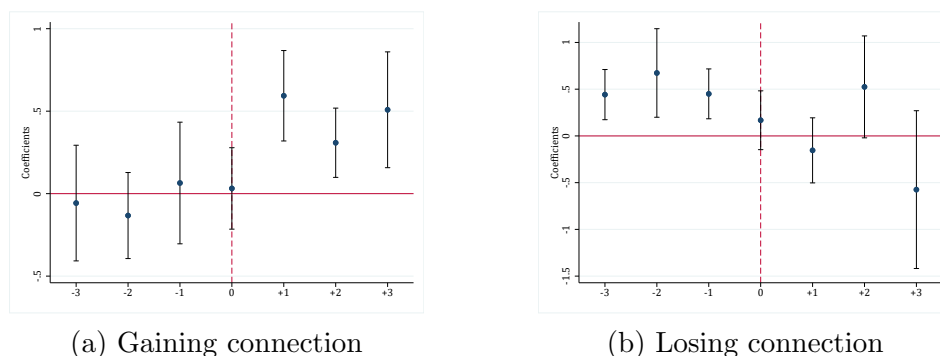 1
.5
0
-.5
Coefficients
-3 -2 -1 0 +1 +2 +3
(a) Gaining connection
1
.5
0
-.5
-1
-1.5
Coefficients
-3 -2 -1 0 +1 +2 +3
(b) Losing connection